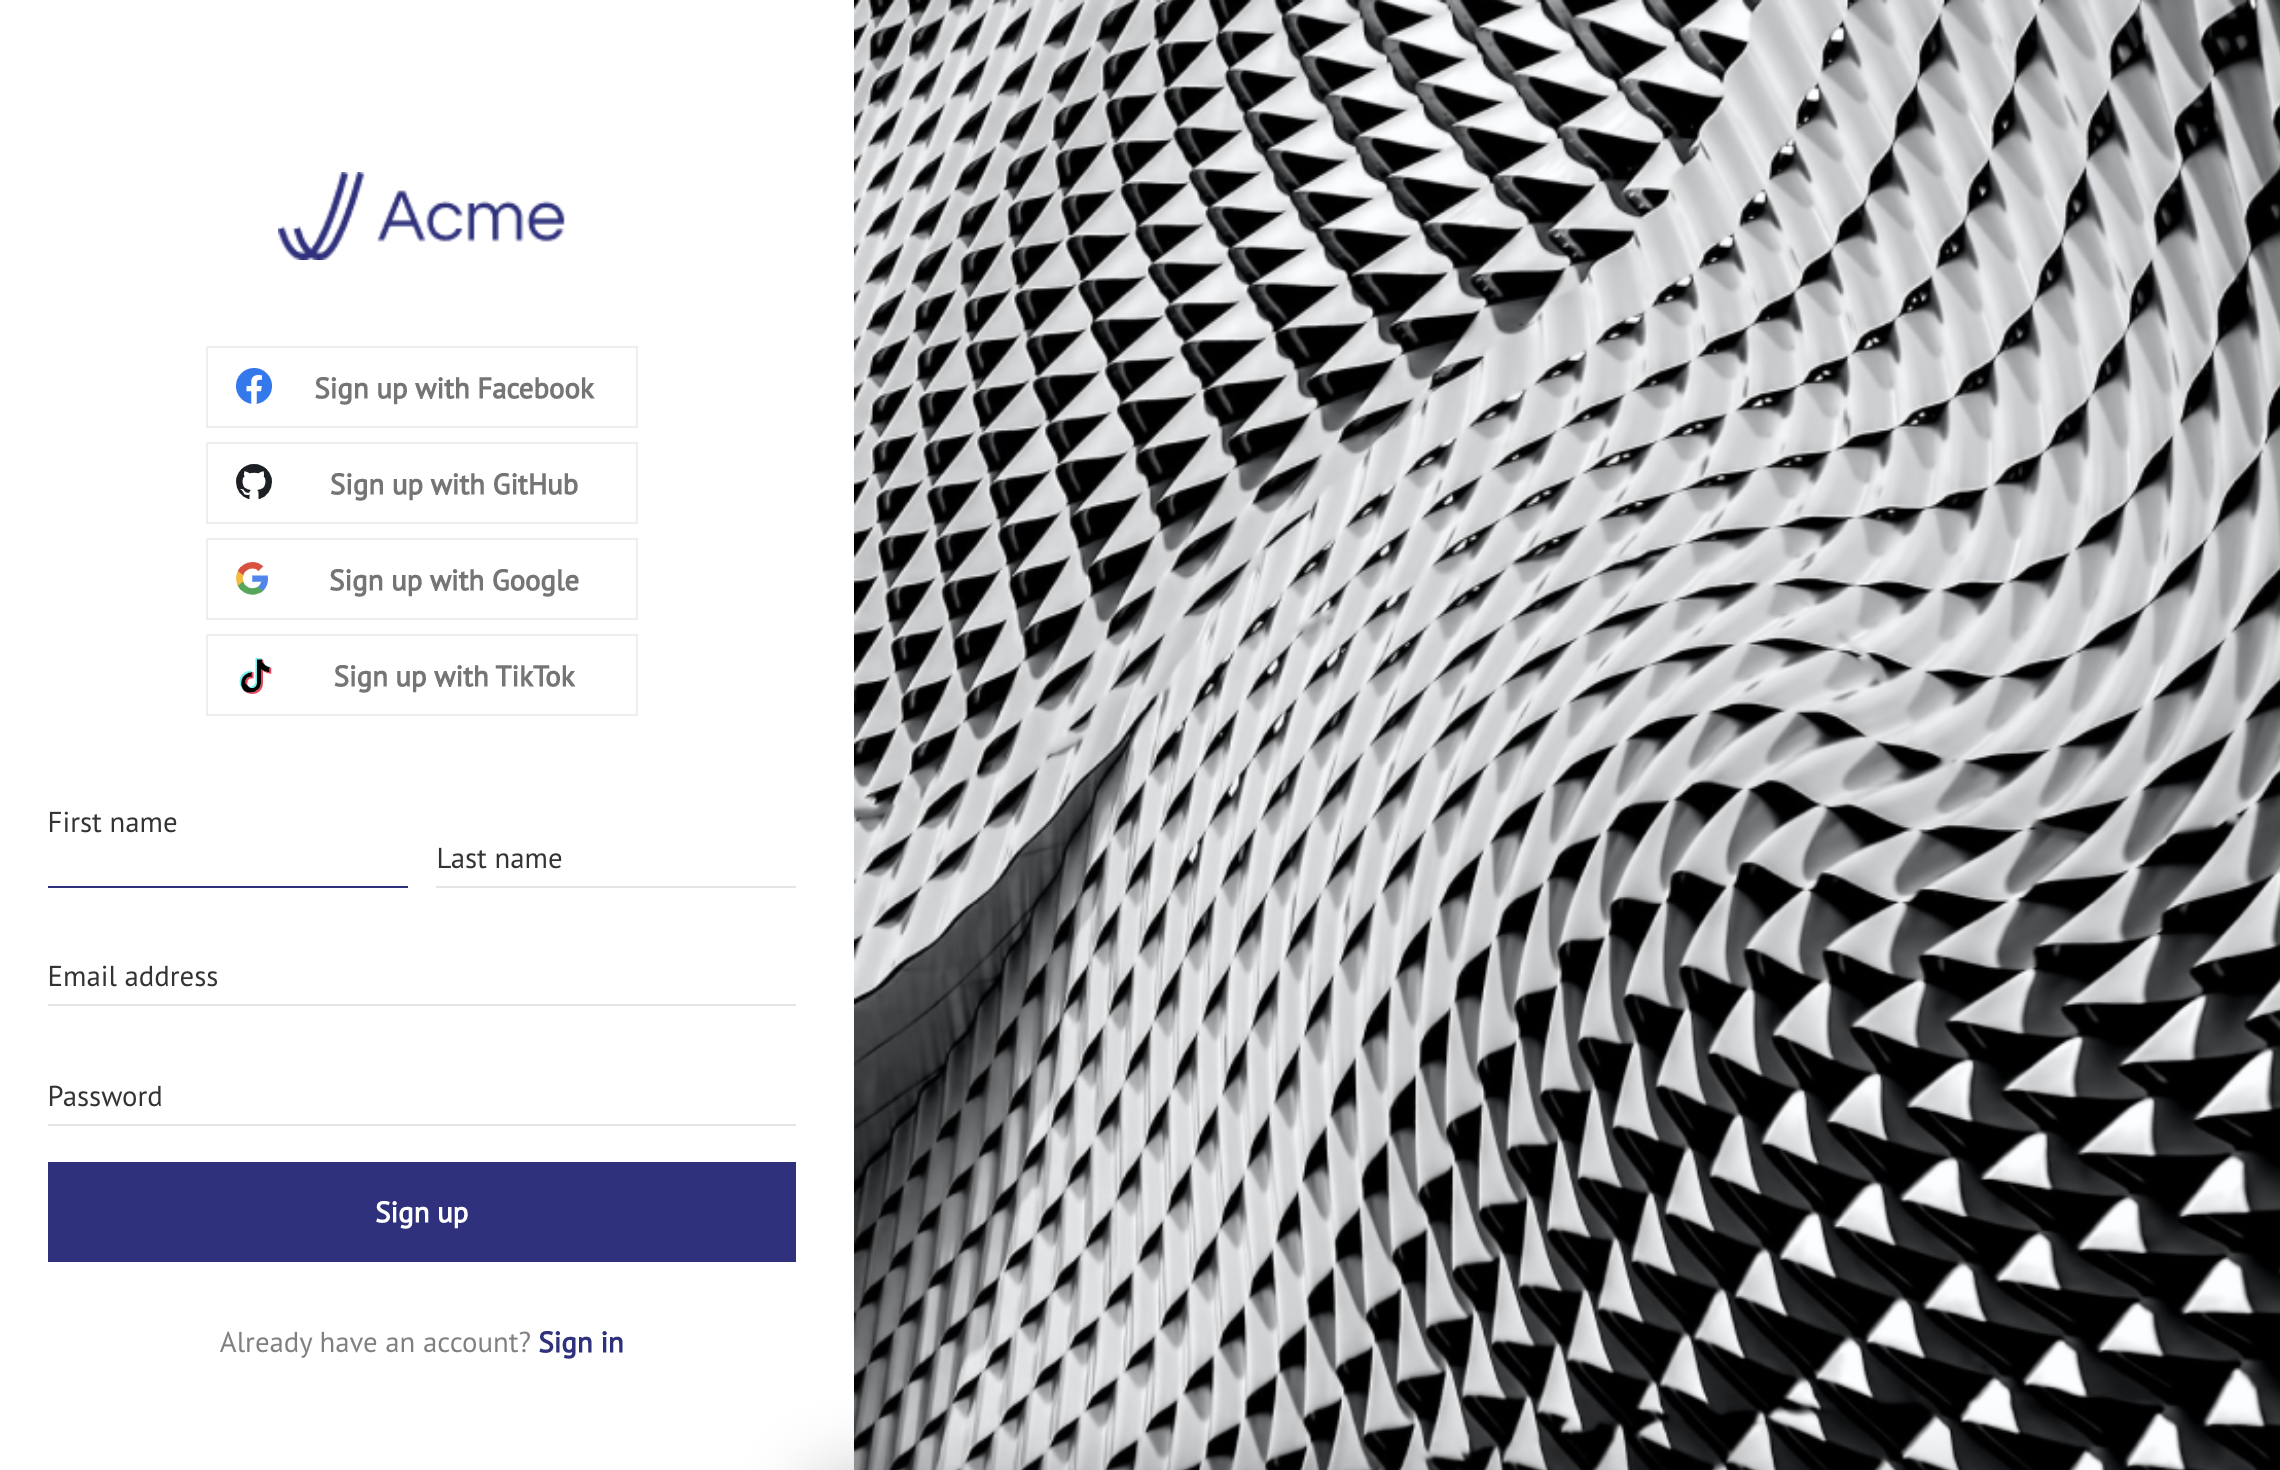 Acme
Sign up with Facebook
Sign up with GitHub
Sign up with Google
Sign up with TikTok
First name
Last name
Email address
Password
Sign up
Already have an account? Sign in